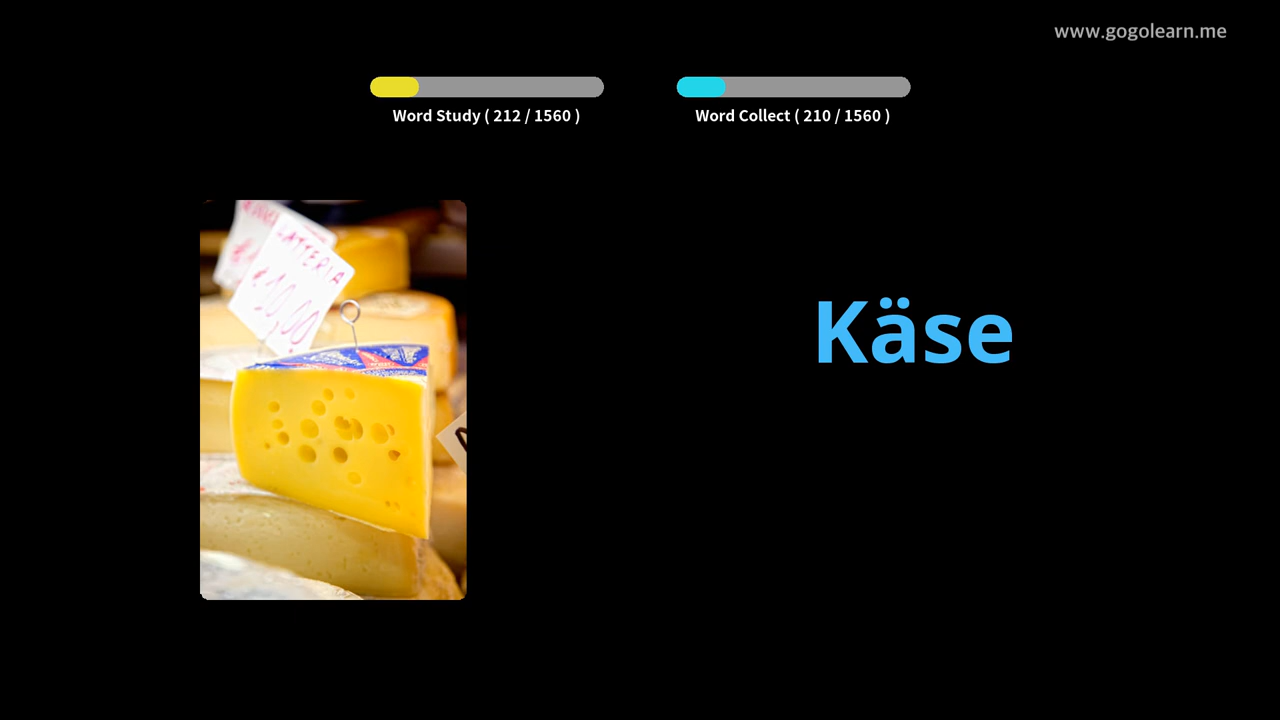 www.gogolearn.me
Word Study ( 212 / 1560 )
Word Collect ( 210 / 1560 )
LATTERIA
€10,00
Käse